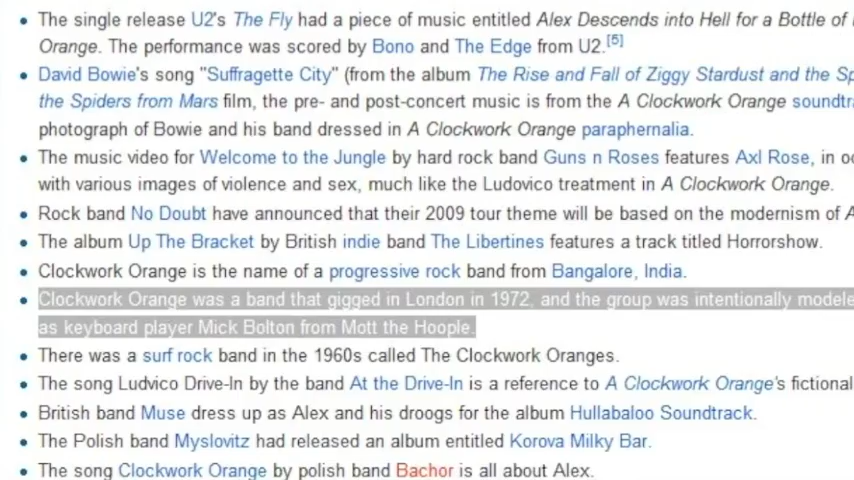 The single release U2's The Fly had a piece of music entitled Alex Descends into Hell for a Bottle of
Orange. The performance was scored by Bono and The Edge from U2.[5]
David Bowie's song "Suffragette City" (from the album The Rise and Fall of Ziggy Stardust and the
the Spiders from Mars film, the pre- and post-concert music is from the A Clockwork Orange
photograph of Bowie and his band dressed in A Clockwork Orange paraphernalia.
The music video for Welcome to the Jungle by hard rock band Guns n Roses features Axl Rose, in
with various images of violence and sex, much like the Ludovico treatment in A Clockwork Orange.
Rock band No Doubt have announced that their 2009 tour theme will be based on the modernism of A
The album Up The Bracket by British indie band The Libertines features a track titled Horrorshow.
Clockwork Orange is the name of a progressive rock band from Bangalore, India.
Clockwork Orange was a band that gigged in London in 1972, and the group was intentionally
as keyboard player Mick Bolton from Mott the Hoople.
There was a surf rock band in the 1960s called The Clockwork Oranges.
The song Ludvico Drive-In by the band At the Drive-In is a reference to A Clockwork Orange's fictional
British band Muse dress up as Alex and his droogs for the album Hullabaloo Soundtrack.
The Polish band Myslovitz had released an album entitled Korova Milky Bar.
The song Clockwork Orange by polish band Bachor is all about Alex.